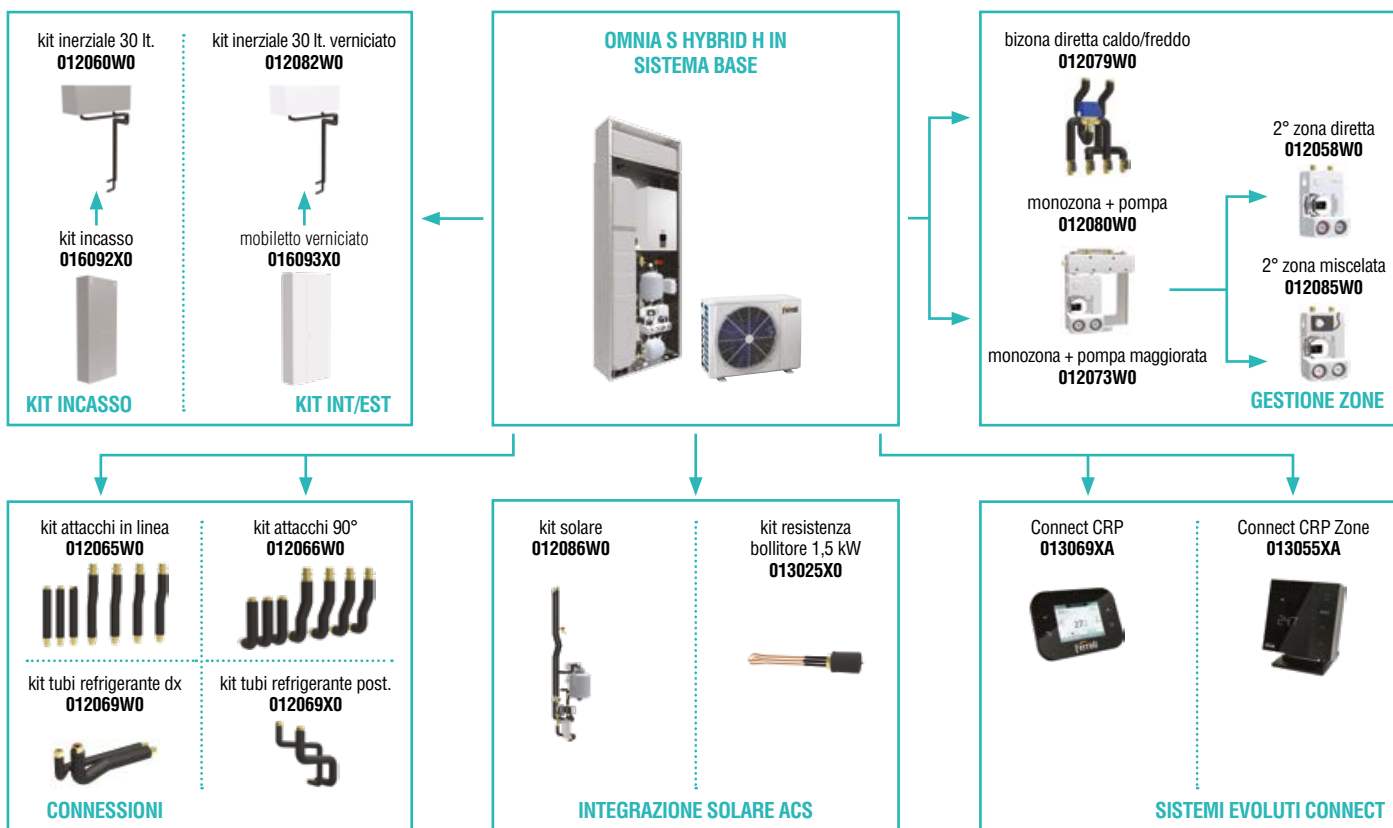 kit inerziale 30 lt.
012060W0
kit inerziale 30 lt. verniciato
012082W0
kit incasso
016092X0
mobiletto verniciato
016093X0
KIT INCASSO
KIT INT/EST
OMNIA S HYBRID H IN
SISTEMA BASE
ferroli
bizona diretta caldo/freddo
012079W0
monozona + pompa
012080W0
monozona + pompa maggiorata
012073W0
2° zona diretta
012058W0
2° zona miscelata
012085W0
GESTIONE ZONE
kit attacchi in linea
012065W0
kit attacchi 90°
012066W0
kit tubi refrigerante dx
012069W0
kit tubi refrigerante post.
012069X0
CONNESSIONI
kit solare
012086W0
kit resistenza
bollitore 1,5 kW
013025X0
INTEGRAZIONE SOLARE ACS
Connect CRP
013069XA
ferroli
Connect CRP Zone
013055XA
SISTEMI EVOLUTI CONNECT